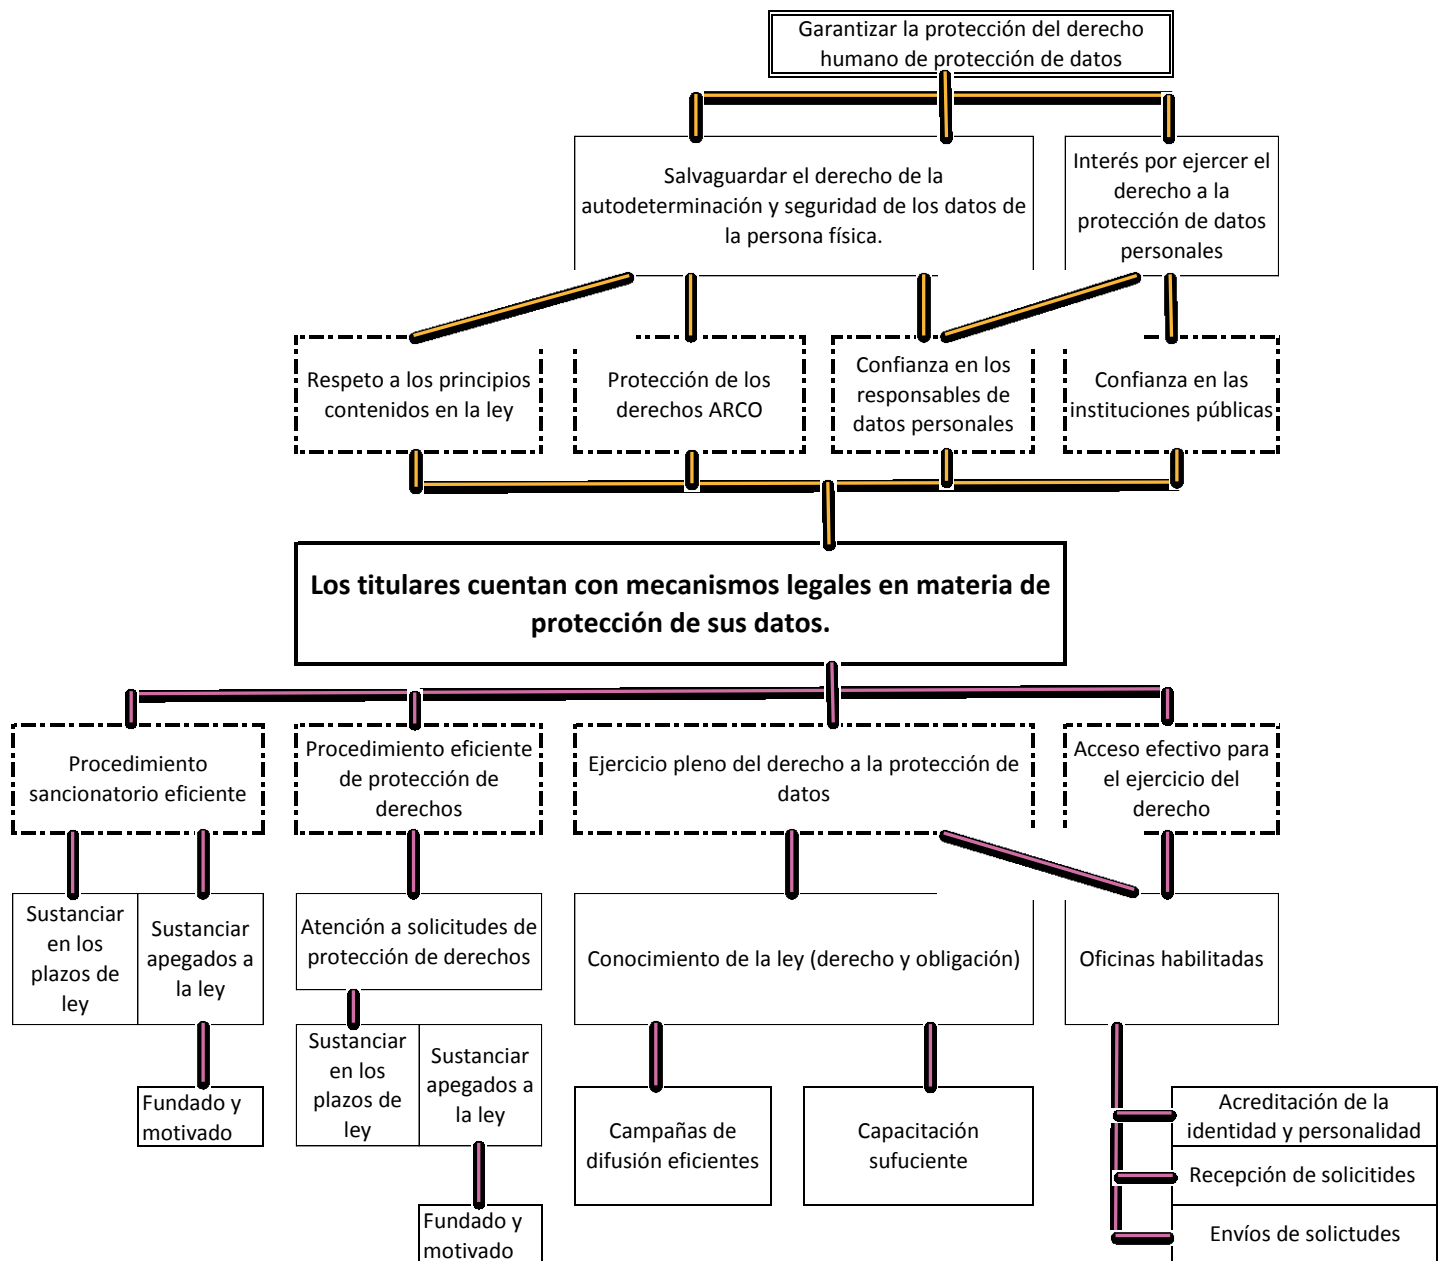 Garantizar la protección del derecho
humano de protección de datos
Salvaguardar el derecho de la
autodeterminación y seguridad de los datos de
la persona física.
Interés por ejercer el
derecho a la
protección de datos
personales
Respeto a los principios
contenidos en la ley
Protección de los
derechos ARCO
Confianza en los
responsables de
datos personales
Confianza en las
instituciones públicas
Los titulares cuentan con mecanismos legales en materia de
protección de sus datos.
Procedimiento
sancionatorio eficiente
Procedimiento eficiente
de protección de
derechos
Ejercicio pleno del derecho a la protección de
datos
Acceso efectivo para
el ejercicio del
derecho
Sustanciar
en los
plazos de
ley
Sustanciar
apegados a
la ley
Atención a solicitudes de
protección de derechos
Conocimiento de la ley (derecho y obligación)
Oficinas habilitadas
Fundado y
motivado
Sustanciar
en los
plazos de
ley
Sustanciar
apegados a
la ley
Fundado y
motivado
Campañas de
difusión eficientes
Capacitación
sufuciente
Acreditación de la
identidad y personalidad
Recepción de solicitides
Envíos de solictudes